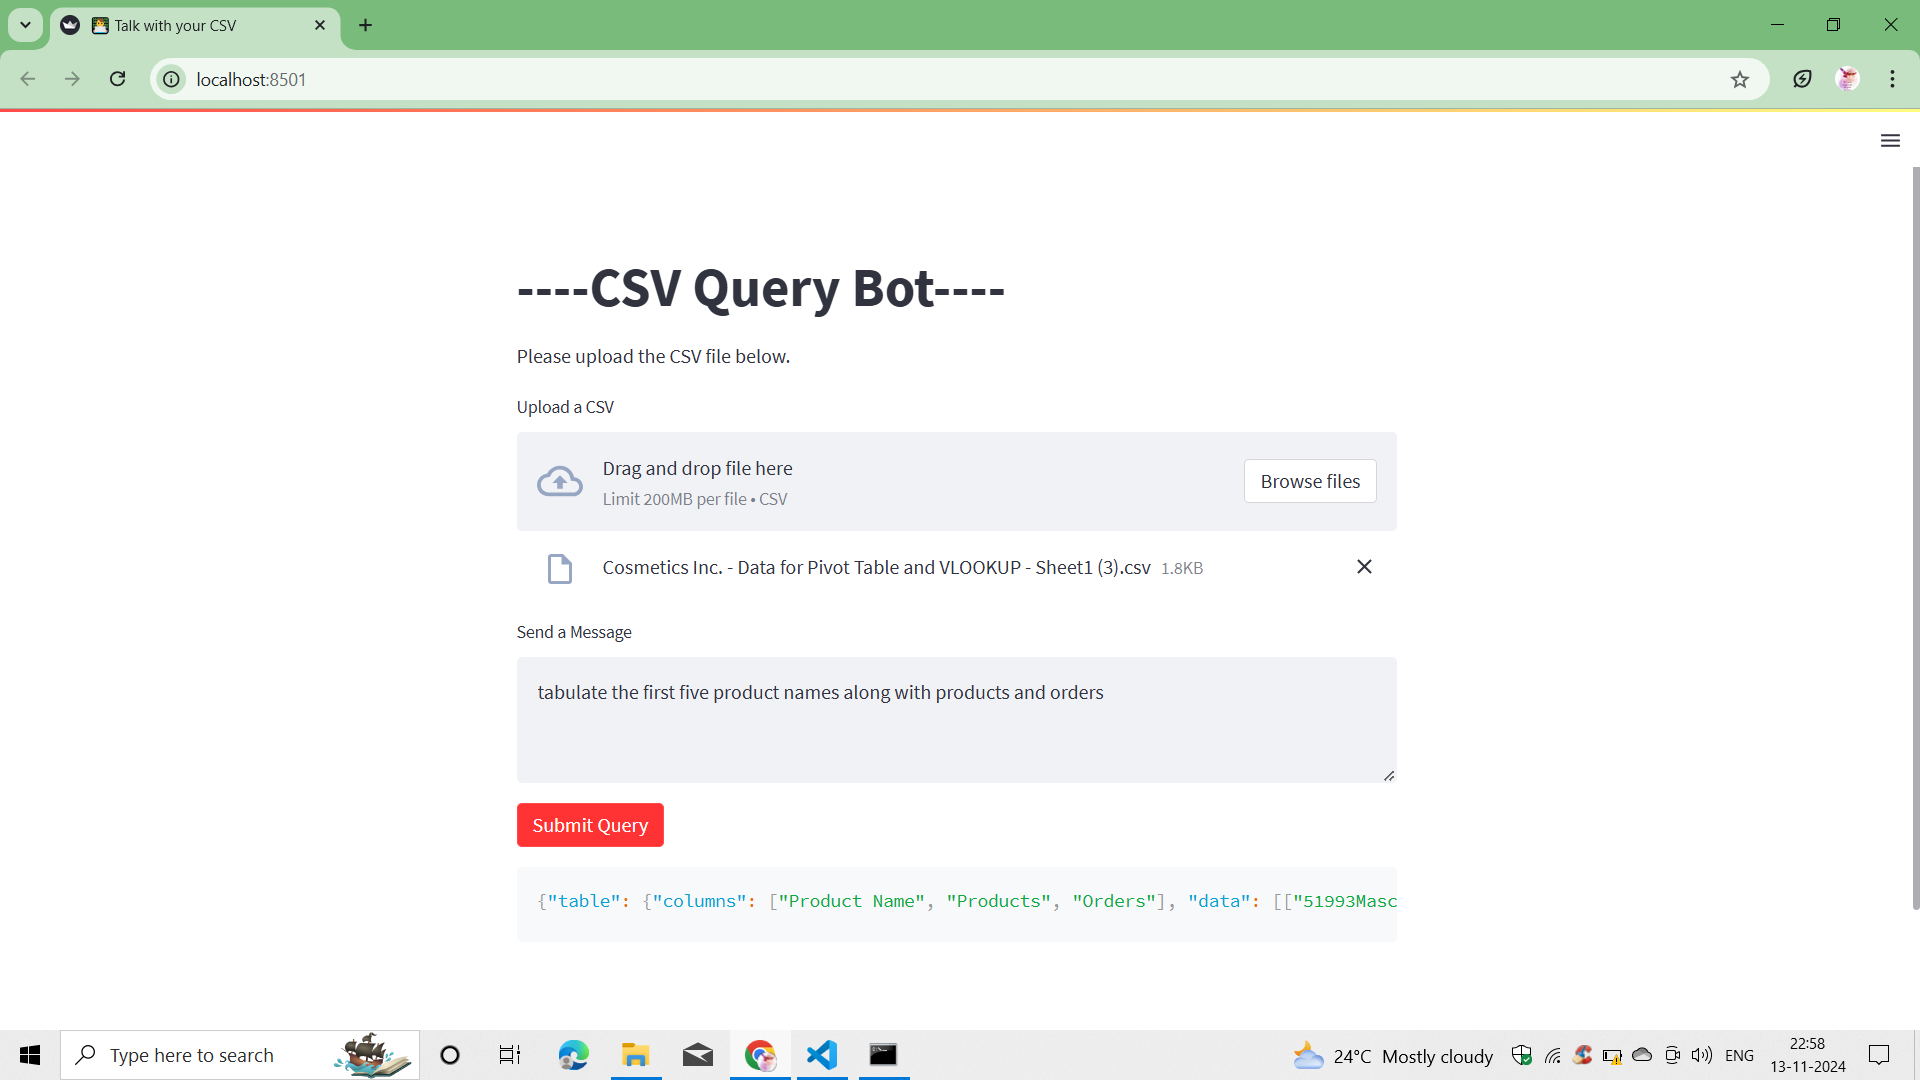 Talk with your CSV
localhost:8501
----CSV Query Bot----
Please upload the CSV file below.
Upload a CSV
Drag and drop file here
Limit 200MB per file • CSV
Browse files
Cosmetics Inc. - Data for Pivot Table and VLOOKUP - Sheet1 (3).csv 1.8KB
Send a Message
tabulate the first five product names along with products and orders
Submit Query
{"table": {"columns": ["Product Name", "Products", "Orders"], "data": [["51993Masc
Type here to search
24°C Mostly cloudy
ENG
22:58
13-11-2024